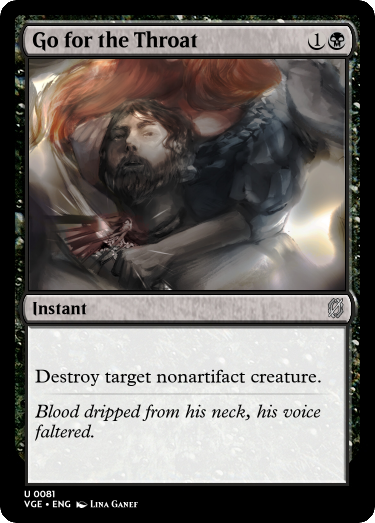 Go for the Throat 1
Instant
Destroy target nonartifact creature.
Blood dripped from his neck, his voice
faltered.
U 0081
VGE • ENG Lina Ganef